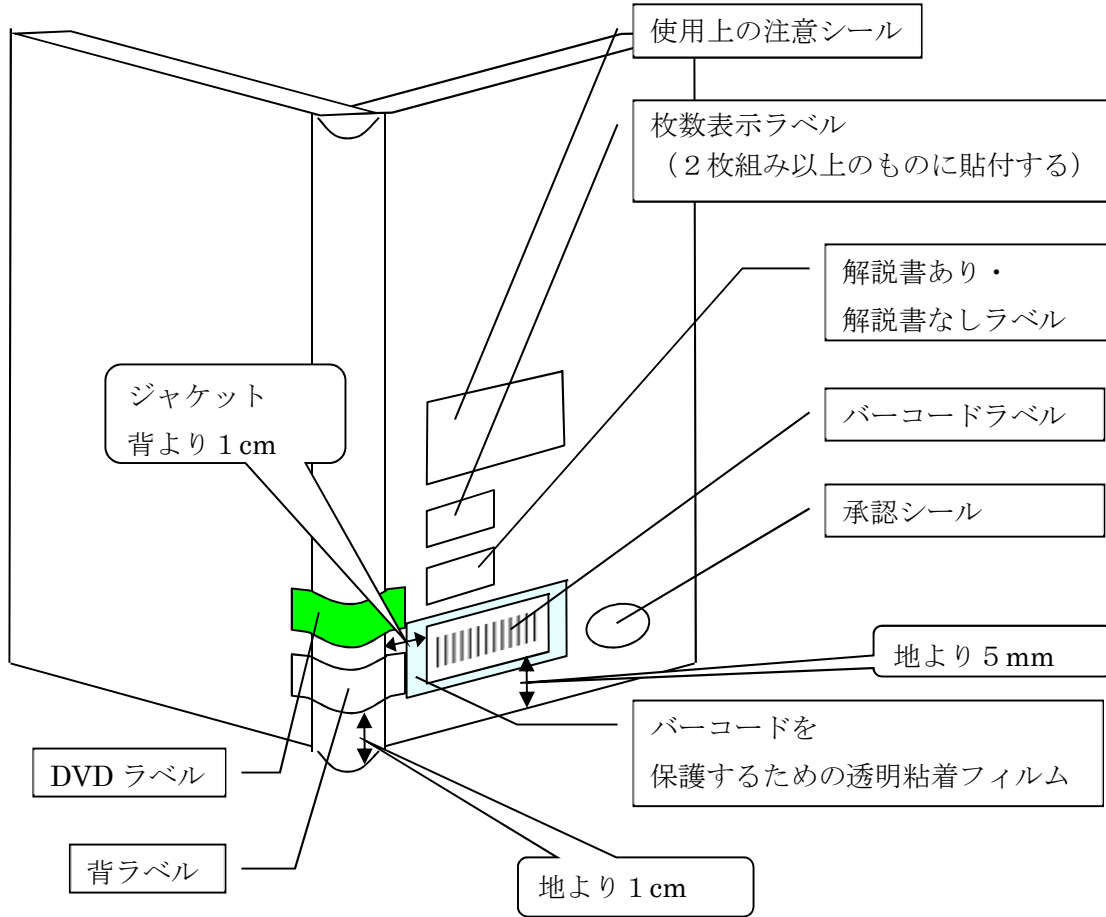 使用上の注意シール
枚数表示ラベル
（２枚組み以上のものに貼付する）
解説書あり・
解説書なしラベル
ジャケット
背より１cm
バーコードラベル
承認シール
地より５mm
バーコードを
保護するための透明粘着フィルム
DVD ラベル
背ラベル
地より１cm